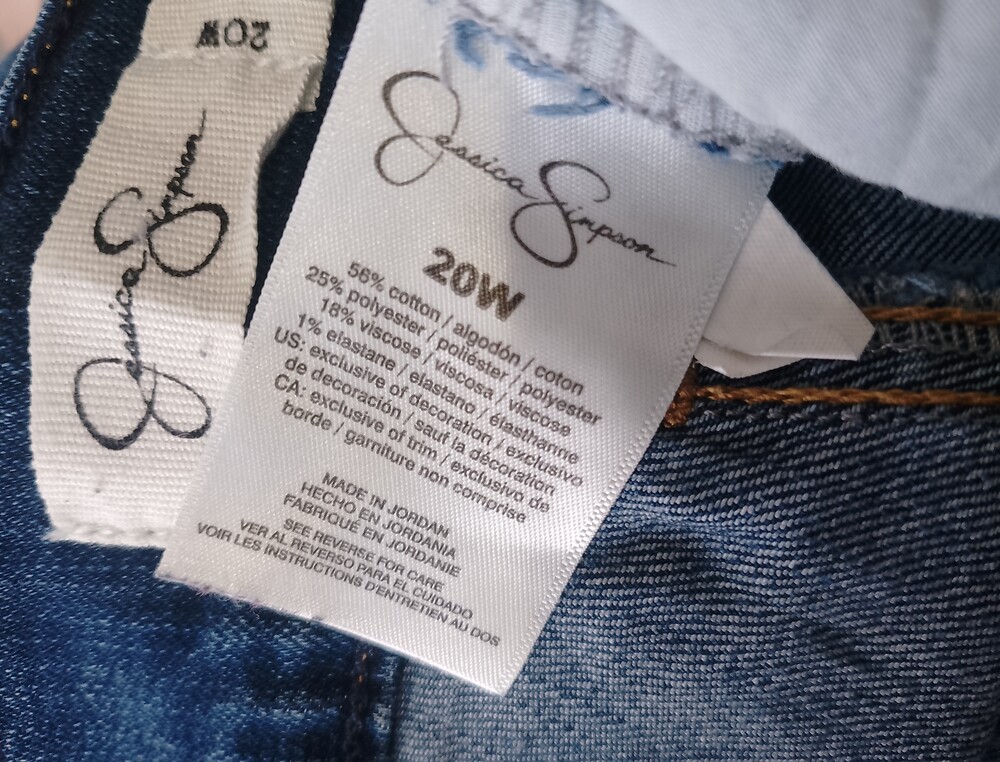 20W
Jessica Simpson
Jessica Simpson
20W
56% cotton / algodón / coton
25% polyester / poliéster / polyester
18% viscose / viscosa / viscose
1% elastane / elastano / élasthanne
US: exclusive of decoration / exclusivo
de decoración / sauf la décoration
CA: exclusive of trim / exclusivo de
borde / garniture non comprise
MADE IN JORDAN
HECHO EN JORDANIA
FABRIQUÉ EN JORDANIE
SEE REVERSE FOR CARE
VER AL REVERSO PARA EL CUIDADO
VOIR LES INSTRUCTIONS D'ENTRETIEN AU DOS